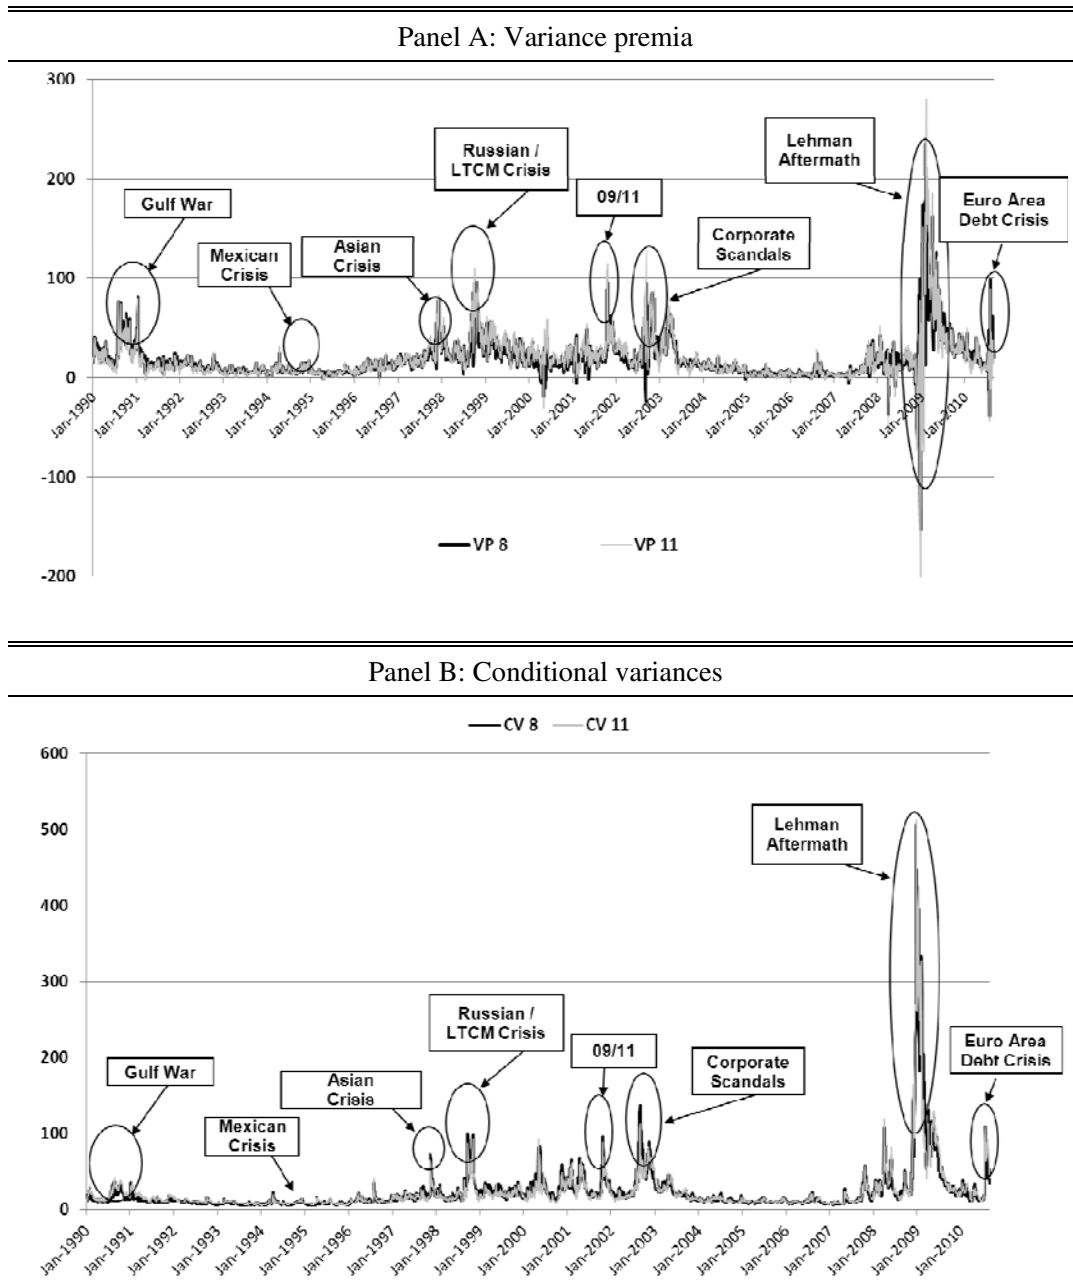 Panel A: Variance premia
300
200
100
0
-100
-200
Gulf War
Mexican
Crisis
Asian
Crisis
Russian /
LTCM Crisis
09/11
Corporate
Scandals
Lehman
Aftermath
Euro Area
Debt Crisis
Jan-1990
Jan-1991
Jan-1992
Jan-1993
Jan-1994
Jan-1995
Jan-1996
Jan-1997
Jan-1998
Jan-1999
Jan-2000
Jan-2001
Jan-2002
Jan-2003
Jan-2004
Jan-2005
Jan-2006
Jan-2007
Jan-2008
Jan-2009
Jan-2010
VP 8
VP 11
Panel B: Conditional variances
CV 8
CV 11
600
500
400
300
200
100
0
Gulf War
Mexican
Crisis
Asian
Crisis
Russian /
LTCM Crisis
09/11
Corporate
Scandals
Lehman
Aftermath
Euro Area
Debt Crisis
Jan-1990
Jan-1991
Jan-1992
Jan-1993
Jan-1994
Jan-1995
Jan-1996
Jan-1997
Jan-1998
Jan-1999
Jan-2000
Jan-2001
Jan-2002
Jan-2003
Jan-2004
Jan-2005
Jan-2006
Jan-2007
Jan-2008
Jan-2009
Jan-2010